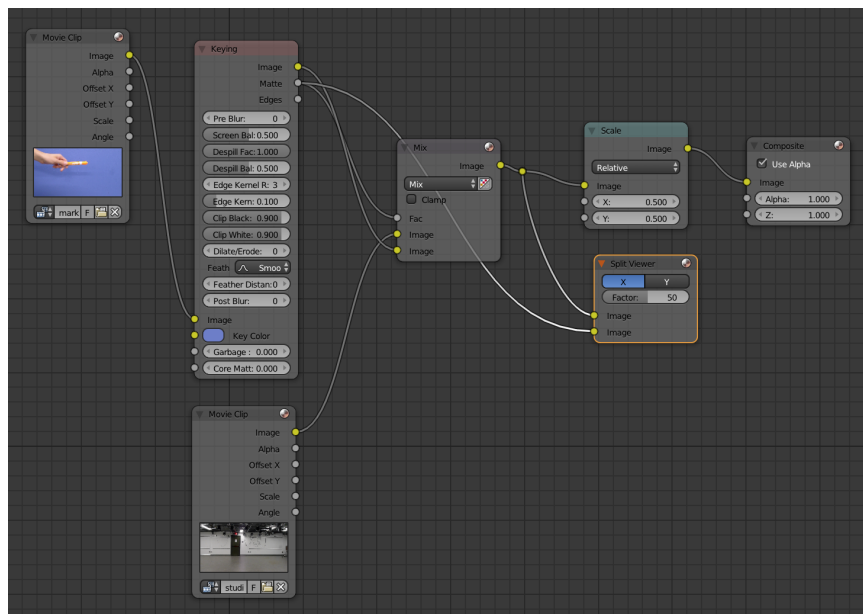 Movie Clip
Image
Alpha
Offset X
Offset Y
Scale
Angle
mark F
Keying
Image
Matte
Edges
Pre Blur: 0
Screen Bal: 0.500
Despill Fac: 1.000
Despill Bal: 0.500
Edge Kernel R: 3
Edge Kern: 0.100
Clip Black: 0.900
Clip White: 0.900
Dilate/Erode: 0
Feath Smoo
Feather Distan: 0
Post Blur: 0
Image
Key Color
Garbage : 0.000
Core Matt: 0.000
Movie Clip
Image
Alpha
Offset X
Offset Y
Scale
Angle
studi F
Mix
Image
Mix
Clamp
Fac
Image
Image
Scale
Image
Relative
Image
X: 0.500
Y: 0.500
Split Viewer
X Y
Factor: 50
Image
Image
Composite
Use Alpha
Image
Alpha: 1.000
Z: 1.000